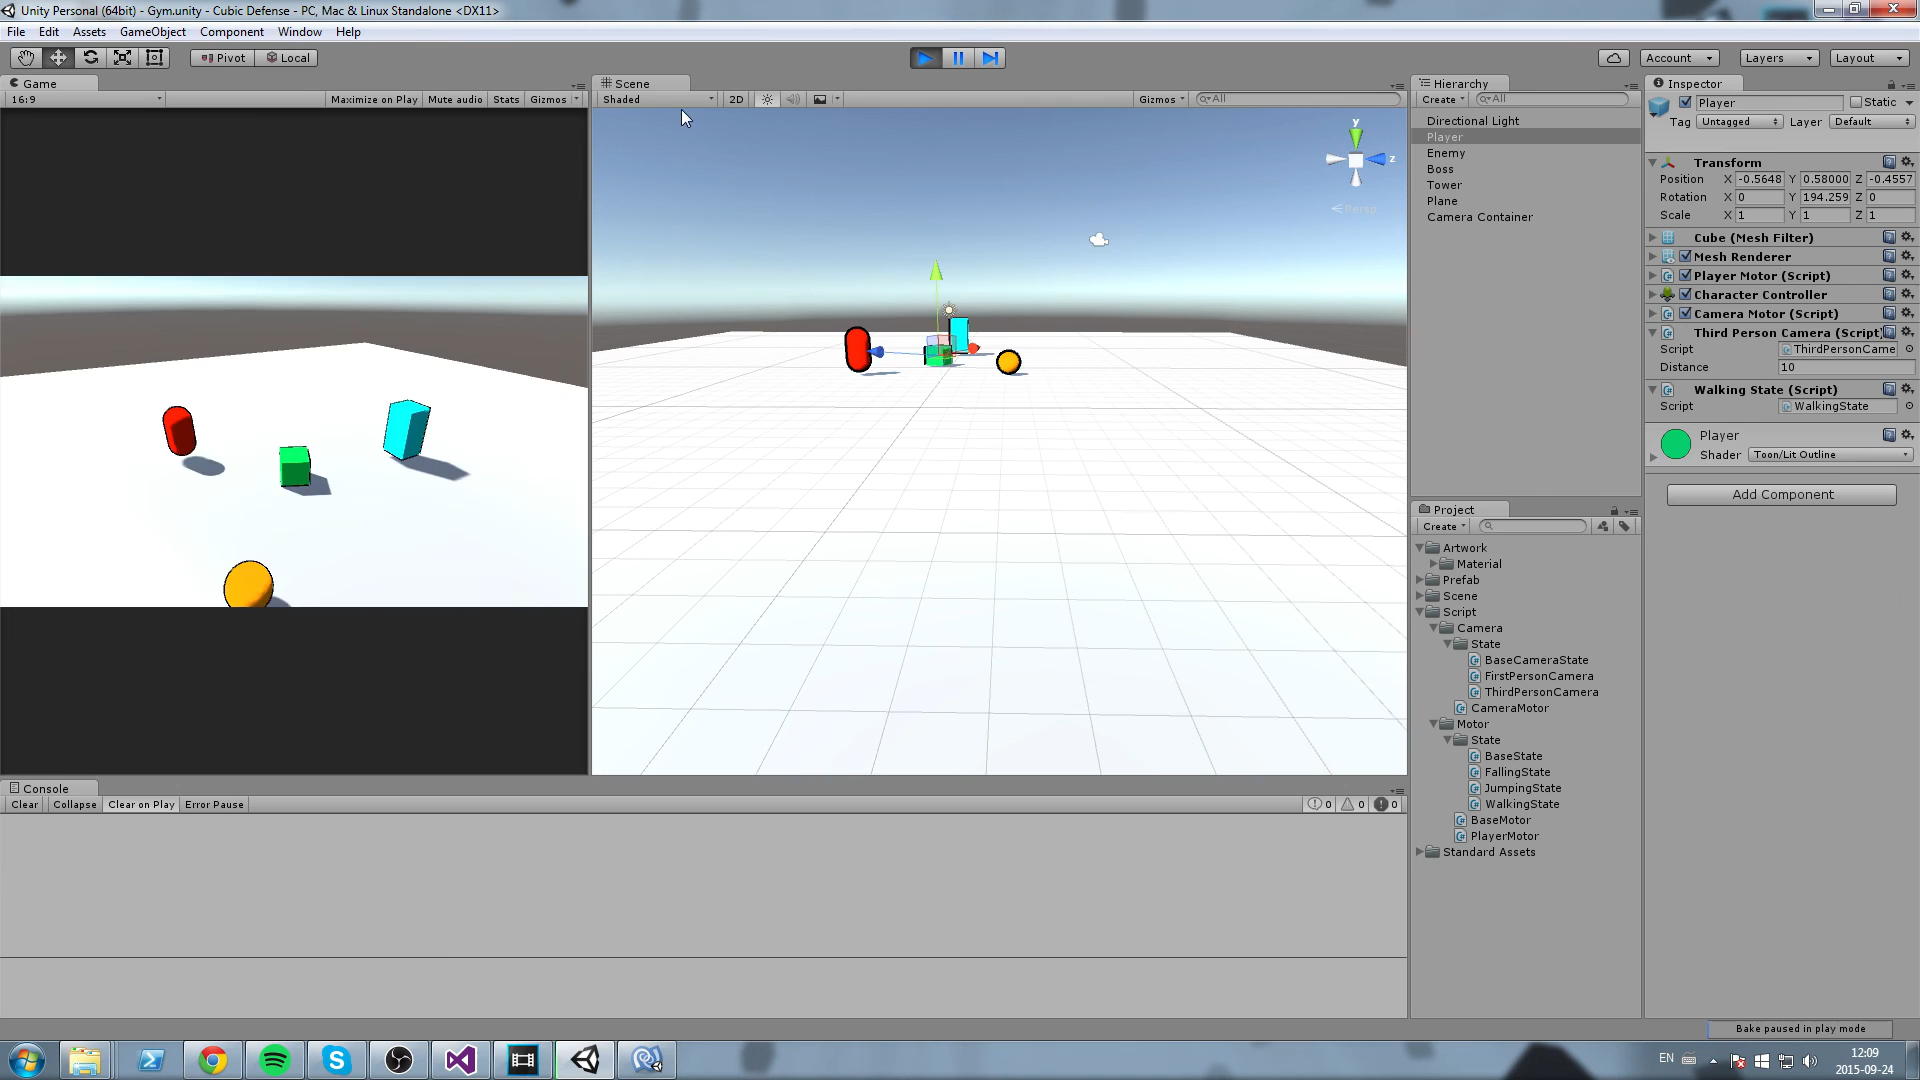 Unity Personal (64bit) - Gym.unity - Cubic Defense - PC, Mac & Linux Standalone <DX11>
File Edit Assets GameObject Component Window Help
Pivot Local Account Layers Layout
Game
16:9 Maximize on Play Mute audio Stats Gizmos
Scene
Shaded 2D Gizmos All
y
z
Persp
Hierarchy
Create All
Directional Light
Player
Enemy
Boss
Tower
Plane
Camera Container
Project
Create
Artwork
Material
Prefab
Scene
Script
Camera
State
BaseCameraState
FirstPersonCamera
ThirdPersonCamera
CameraMotor
Motor
State
BaseState
FallingState
JumpingState
WalkingState
BaseMotor
PlayerMotor
Standard Assets
Inspector
Player Static
Tag Untagged Layer Default
Transform
Position X -0.5648 Y 0.58000 Z -0.4557
Rotation X 0 Y 194.259 Z 0
Scale X 1 Y 1 Z 1
Cube (Mesh Filter)
Mesh Renderer
Player Motor (Script)
Character Controller
Camera Motor (Script)
Third Person Camera (Script)
Script ThirdPersonCame
Distance 10
Walking State (Script)
Script WalkingState
Player
Shader Toon/Lit Outline
Add Component
Console
Clear Collapse Clear on Play Error Pause 0 0 0
Bake paused in play mode
EN 12:09
2015-09-24